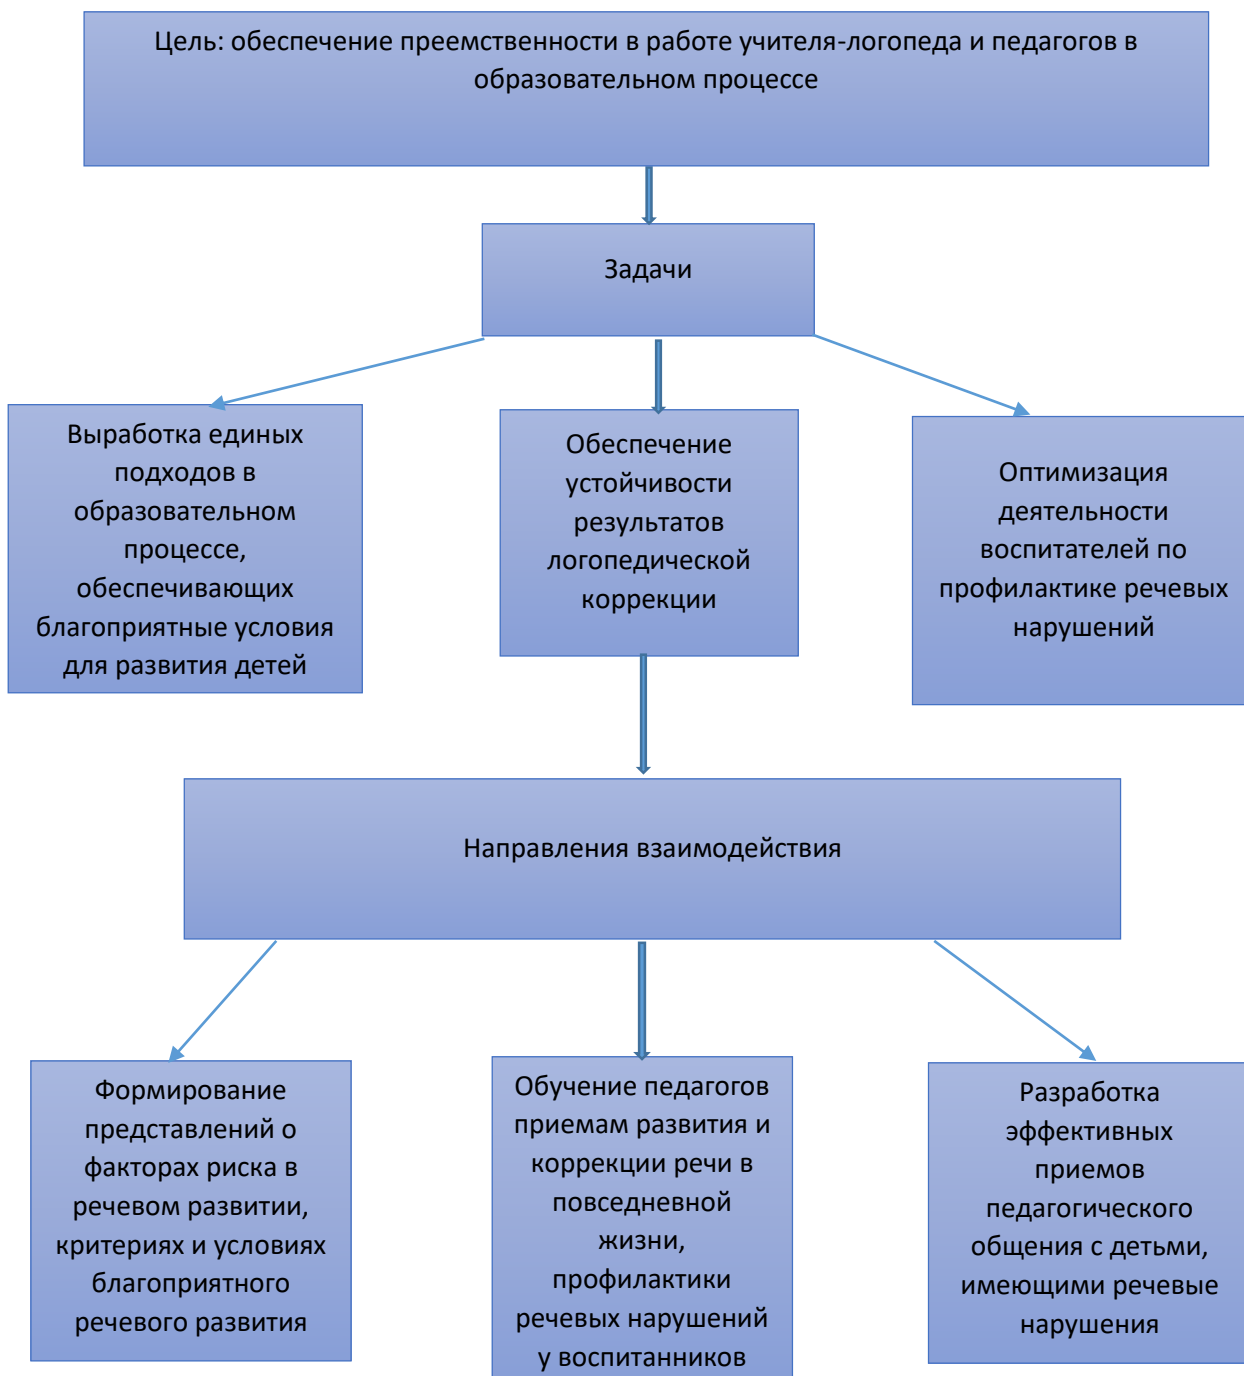 Цель: обеспечение преемственности в работе учителя-логопеда и педагогов в
образовательном процессе
Задачи
Выработка единых
подходов в
образовательном
процессе,
обеспечивающих
благоприятные условия
для развития детей
Обеспечение
устойчивости
результатов
логопедической
коррекции
Оптимизация
деятельности
воспитателей по
профилактике речевых
нарушений
Направления взаимодействия
Формирование
представлений о
факторах риска в
речевом развитии,
критериях и условиях
благоприятного
речевого развития
Обучение педагогов
приемам развития и
коррекции речи в
повседневной
жизни,
профилактики
речевых нарушений
у воспитанников
Разработка
эффективных
приемов
педагогического
общения с детьми,
имеющими речевые
нарушения